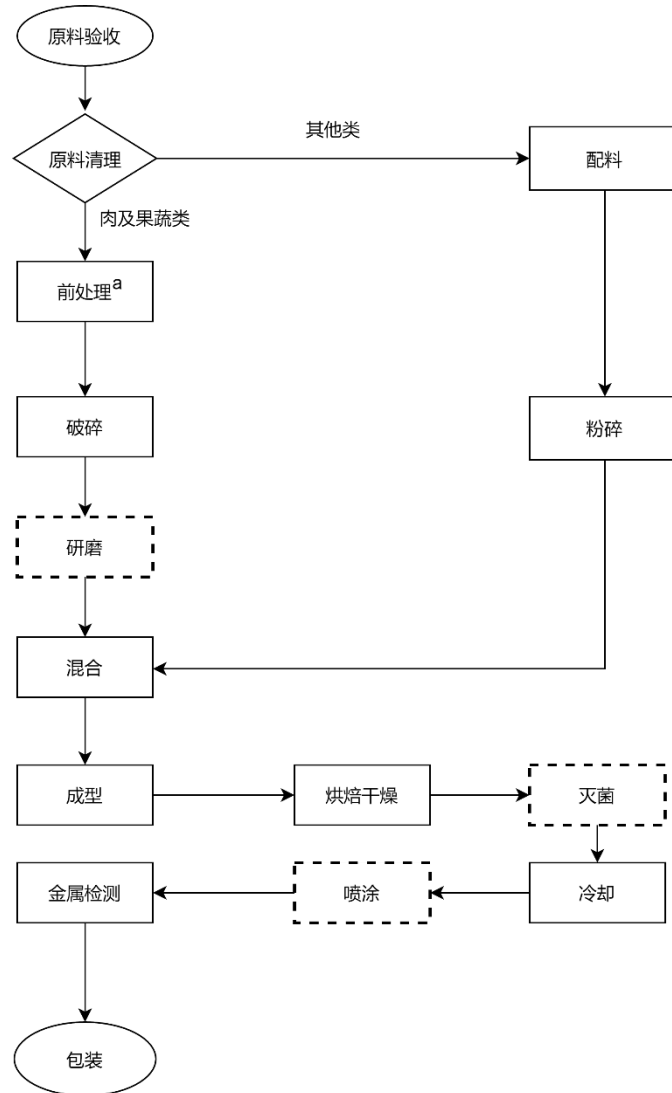 原料验收
其他类
原料清理
配料
肉及果蔬类
前处理a
破碎
粉碎
研磨
混合
成型
烘焙干燥
灭菌
金属检测
喷涂
冷却
包装